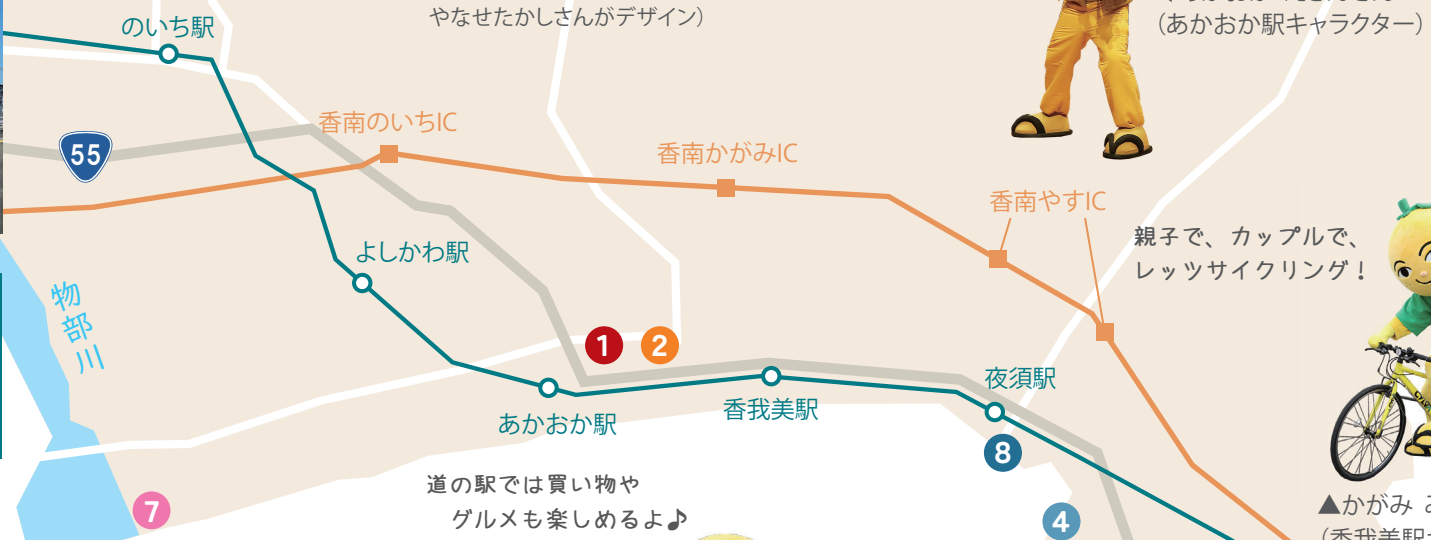 のいち駅
やなせたかしさんがデザイン）
（あかおか駅キャラクター）
香南のいちIC
55
香南かがみIC
香南やすIC
親子で、カップルで、
レッツサイクリング！
よしかわ駅
物部川
1
2
あかおか駅
香我美駅
夜須駅
8
道の駅では買い物や
グルメも楽しめるよ♪
7
4
▲かがみ